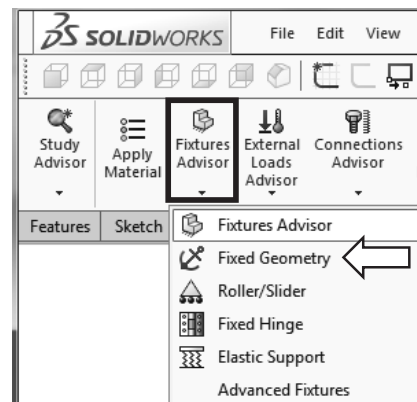 SOLIDWORKS File Edit View
Study Advisor
Apply Material
Fixtures Advisor
External Loads Advisor
Connections Advisor
Features Sketch
Fixtures Advisor
Fixed Geometry
Roller/Slider
Fixed Hinge
Elastic Support
Advanced Fixtures